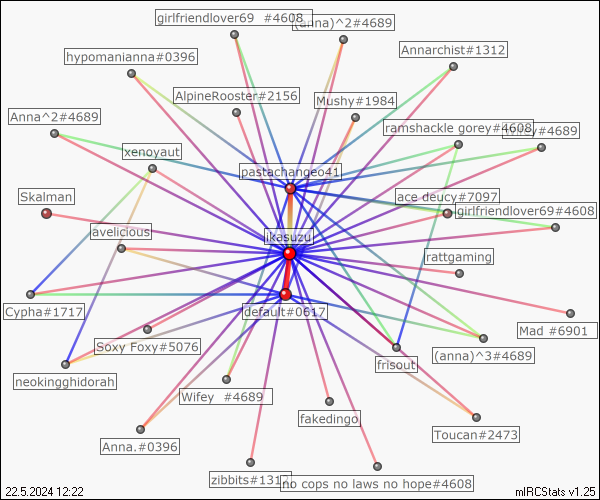 girlfriendlover69   #4608
(anna)^2#4689
Annarchist#1312
hypomanianna#0396
AlpineRooster#2156
Mushy#1984
Anna^2#4689
ramshackle gorey#4608
#4689
xenoyaut
pastachangeo41
Skalman
ace deucy#7097
girlfriendlover69#4608
avelicious
ikasuzu
rattgaming
Cypha#1717
default#0617
Mad  #6901
Soxy Foxy#5076
(anna)^3#4689
frisout
neokingghidorah
Wifey   #4689
fakedingo
Toucan#2473
Anna.#0396
zibbits#131
no cops no laws no hope#4608
22.5.2024 12:22
mIRCStats v1.25